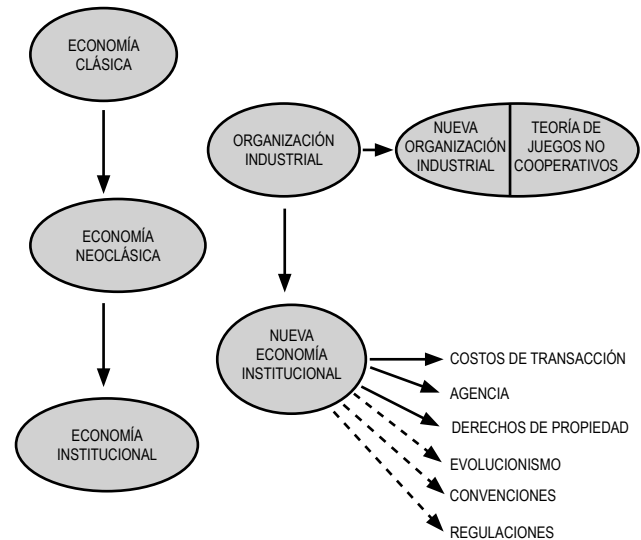 ECONOMÍA
CLÁSICA
ORGANIZACIÓN
INDUSTRIAL
NUEVA
ORGANIZACIÓN
INDUSTRIAL
TEORÍA DE
JUEGOS NO
COOPERATIVOS
ECONOMÍA
NEOCLÁSICA
NUEVA
ECONOMÍA
INSTITUCIONAL
COSTOS DE TRANSACCIÓN
AGENCIA
DERECHOS DE PROPIEDAD
EVOLUCIONISMO
CONVENCIONES
REGULACIONES
ECONOMÍA
INSTITUCIONAL